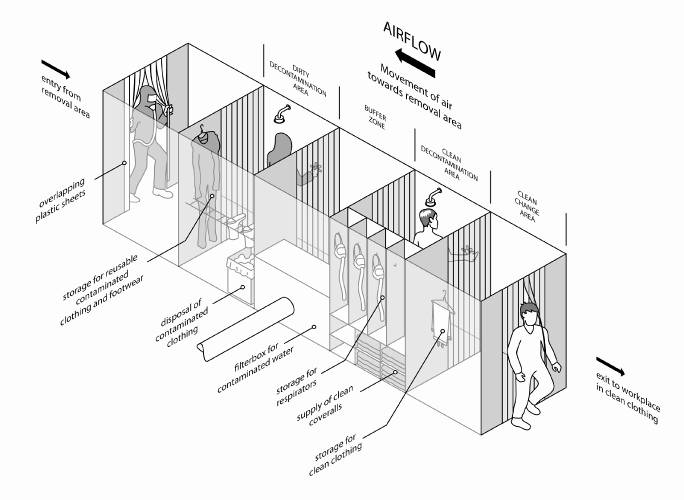 AIRFLOW
Movement of air
towards removal area
entry from
removal area
DIRTY
DECONTAMINATION
AREA
BUFFER
ZONE
CLEAN
DECONTAMINATION
AREA
CLEAN
CHANGE
AREA
overlapping
plastic sheets
storage for reusable
contaminated
clothing and footwear
disposal of
contaminated
clothing
filterbox for
contaminated water
storage for
respirators
supply of clean
coveralls
storage for
clean clothing
exit to workplace
in clean clothing